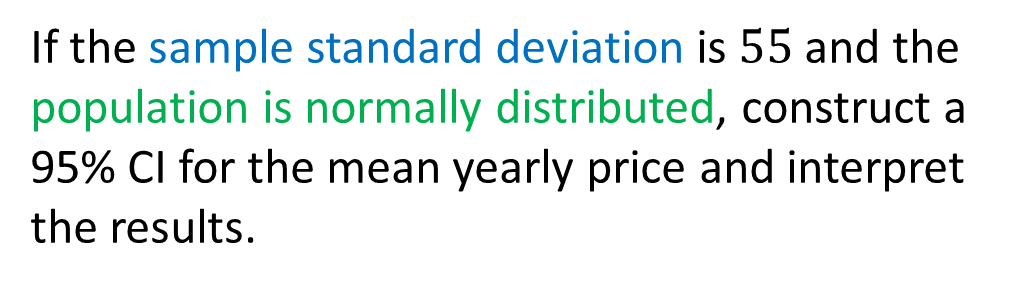 If the sample standard deviation is 55 and the
population is normally distributed, construct a
95% CI for the mean yearly price and interpret
the results.